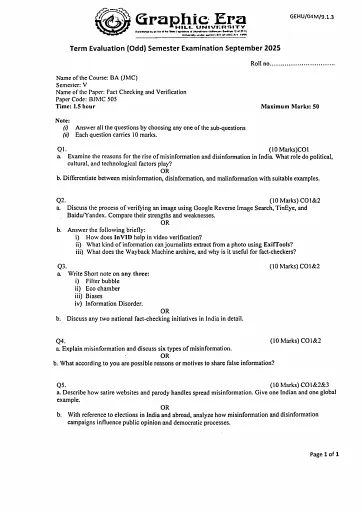 GEHU/04M/9.1.3
Graphic Era
HILL UNIVERSITY
Term Evaluation (Odd) Semester Examination September 2025
Roll no................................
Name of the Course: BA (JMC)
Semester: V
Name of the Paper: Fact Checking and Verification
Paper Code: BJMC 503
Time: 1.5 hour Maximum Marks: 50
Note:
(i) Answer all the questions by choosing any one of the sub-questions
(ii) Each question carries 10 marks.
Q1. (10 Marks)CO1
a. Examine the reasons for the rise of misinformation and disinformation in India. What role do political,
cultural, and technological factors play?
OR
b. Differentiate between misinformation, disinformation, and malinformation with suitable examples.
Q2. (10 Marks) CO1&2
a. Discuss the process of verifying an image using Google Reverse Image Search, TinEye, and
Baidu/Yandex. Compare their strengths and weaknesses.
OR
b. Answer the following briefly:
i) How does InVID help in video verification?
ii) What kind of information can journalists extract from a photo using ExifTools?
iii) What does the Wayback Machine archive, and why is it useful for fact-checkers?
Q3. (10 Marks) CO1&2
a. Write Short note on any three:
i) Filter bubble
ii) Eco chamber
iii) Biases
iv) Information Disorder.
OR
b. Discuss any two national fact-checking initiatives in India in detail.
Q4. (10 Marks) CO1&2
a. Explain misinformation and discuss six types of misinformation.
OR
b. What according to you are possible reasons or motives to share false information?
Q5. (10 Marks) CO1&2&3
a. Describe how satire websites and parody handles spread misinformation. Give one Indian and one global
example.
OR
b. With reference to elections in India and abroad, analyze how misinformation and disinformation
campaigns influence public opinion and democratic processes.
Page 1 of 1